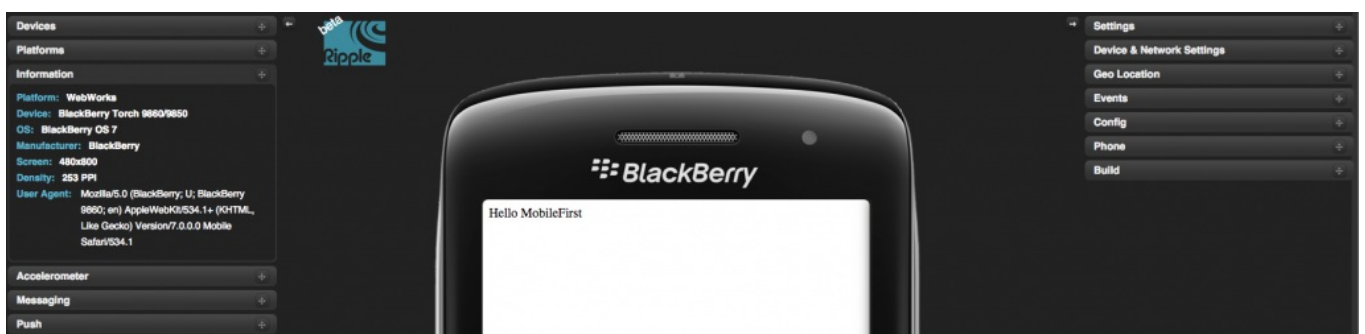 Devices
Platforms
Information
Platform: WebWorks
Device: BlackBerry Torch 9860/9850
OS: BlackBerry OS 7
Manufacturer: BlackBerry
Screen: 480x800
Density: 253 PPI
User Agent: Mozilla/5.0 (BlackBerry; U; BlackBerry
9860; en) AppleWebKit/534.1+ (KHTML,
Like Gecko) Version/7.0.0.0 Mobile
Safari/534.1
Accelerometer
Messaging
Push
beta
Ripple
BlackBerry
Hello MobileFirst
Settings
Device & Network Settings
Geo Location
Events
Config
Phone
Build